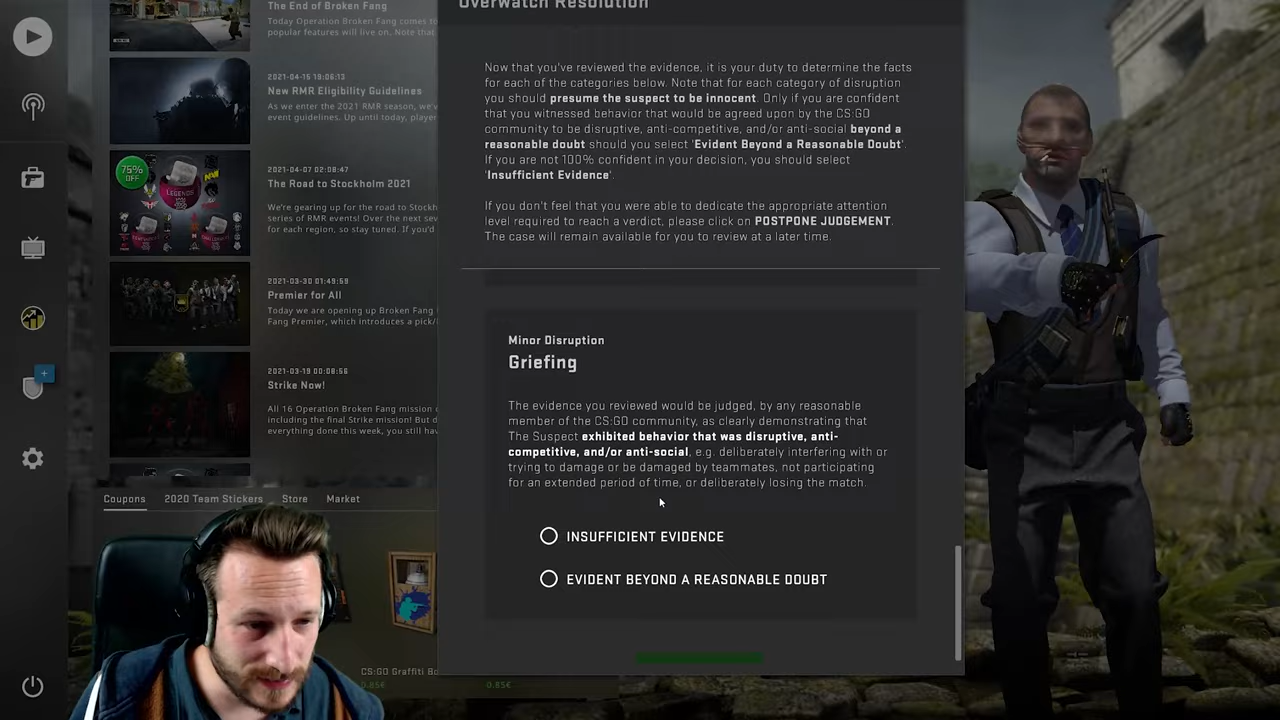 Overwatch Resolution
The End of Broken Fang
Today Operation Broken Fang comes to
popular features will live on. Note that
2021-04-15 19:06:13
New RMR Eligibility Guidelines
As we enter the 2021 RMR season, we've
event guidelines. Up until today, player
75%
OFF
2021-04-07 02:08:47
The Road to Stockholm 2021
We're gearing up for the road to Stockh
series of RMR events! Over the next sev
for each region, so stay tuned. If you'd
2021-03-30 01:49:59
Premier for All
Today we are opening up Broken Fang
Fang Premier, which introduces a pick/
2021-03-19 00:08:56
Strike Now!
All 16 Operation Broken Fang mission
including the final Strike mission! But d
everything done this week, you still hav
Coupons 2020 Team Stickers Store Market
CS:GO Graffiti Bo
0.85€ 0.85€
Now that you've reviewed the evidence, it is your duty to determine the facts
for each of the categories below. Note that for each category of disruption
you should presume the suspect to be innocent. Only if you are confident
that you witnessed behavior that would be agreed upon by the CS:GO
community to be disruptive, anti-competitive, and/or anti-social beyond a
reasonable doubt should you select 'Evident Beyond a Reasonable Doubt'.
If you are not 100% confident in your decision, you should select
'Insufficient Evidence'.
If you don't feel that you were able to dedicate the appropriate attention
level required to reach a verdict, please click on POSTPONE JUDGEMENT.
The case will remain available for you to review at a later time.
Minor Disruption
Griefing
The evidence you reviewed would be judged, by any reasonable
member of the CS:GO community, as clearly demonstrating that
The Suspect exhibited behavior that was disruptive, anti-
competitive, and/or anti-social, e.g. deliberately interfering with or
trying to damage or be damaged by teammates, not participating
for an extended period of time, or deliberately losing the match.
INSUFFICIENT EVIDENCE
EVIDENT BEYOND A REASONABLE DOUBT